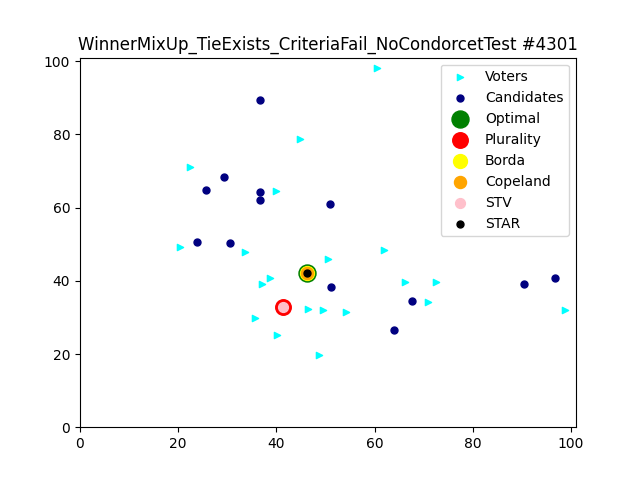 WinnerMixUp_TieExists_CriteriaFail_NoCondorcetTest #4301
100
80
60
40
20
0
0 20 40 60 80 100
Voters
Candidates
Optimal
Plurality
Borda
Copeland
STV
STAR